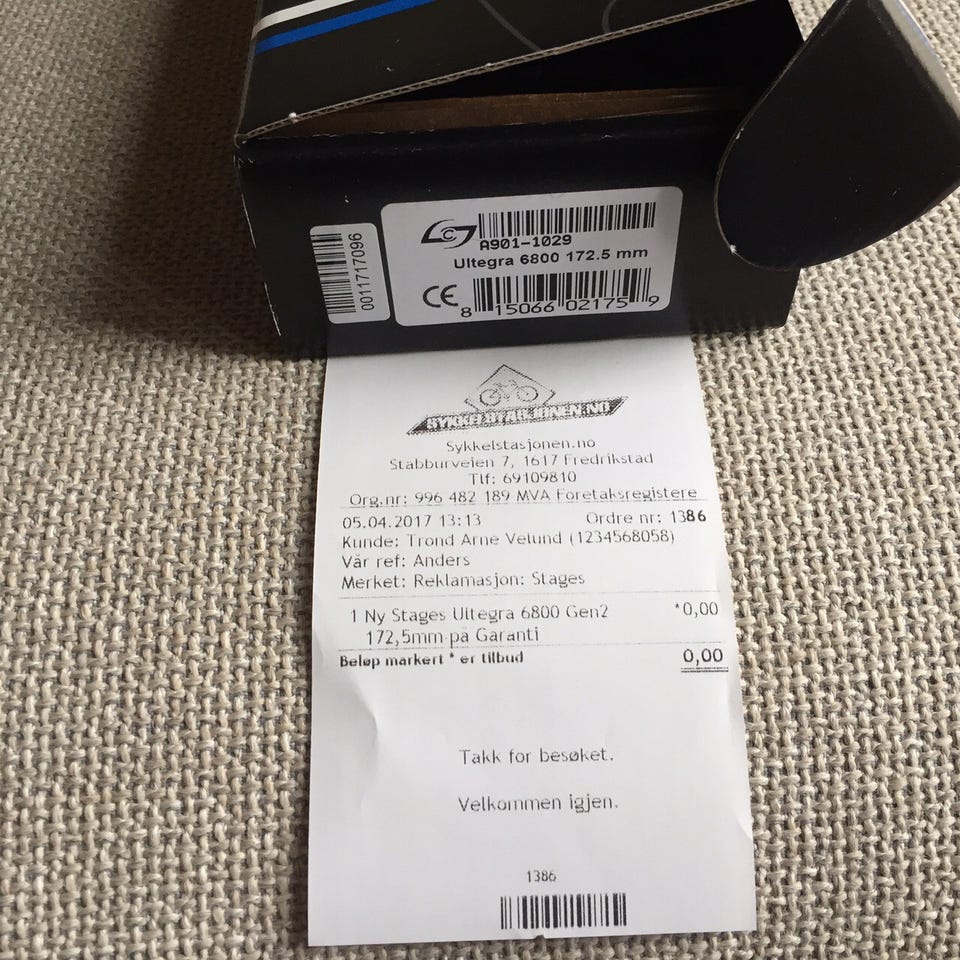 0011717096
A901-1029
Ultegra 6800 172.5 mm
CE
8 15066 02175 9
SYKKELSTASJONEN.NO
Sykkelstasjonen.no
Stabburveien 7, 1617 Fredrikstad
Tlf: 69109810
Org.nr: 996 482 189 MVA Foretaksregistere
05.04.2017 13:13 Ordre nr: 1386
Kunde: Trond Arne Velund (1234568058)
Vår ref: Anders
Merket: Reklamasjon: Stages
1 Ny Stages Ultegra 6800 Gen2 *0,00
172,5mm på Garanti
Beløp markert * er tilbud 0,00
Takk for besøket.
Velkommen igjen.
1386